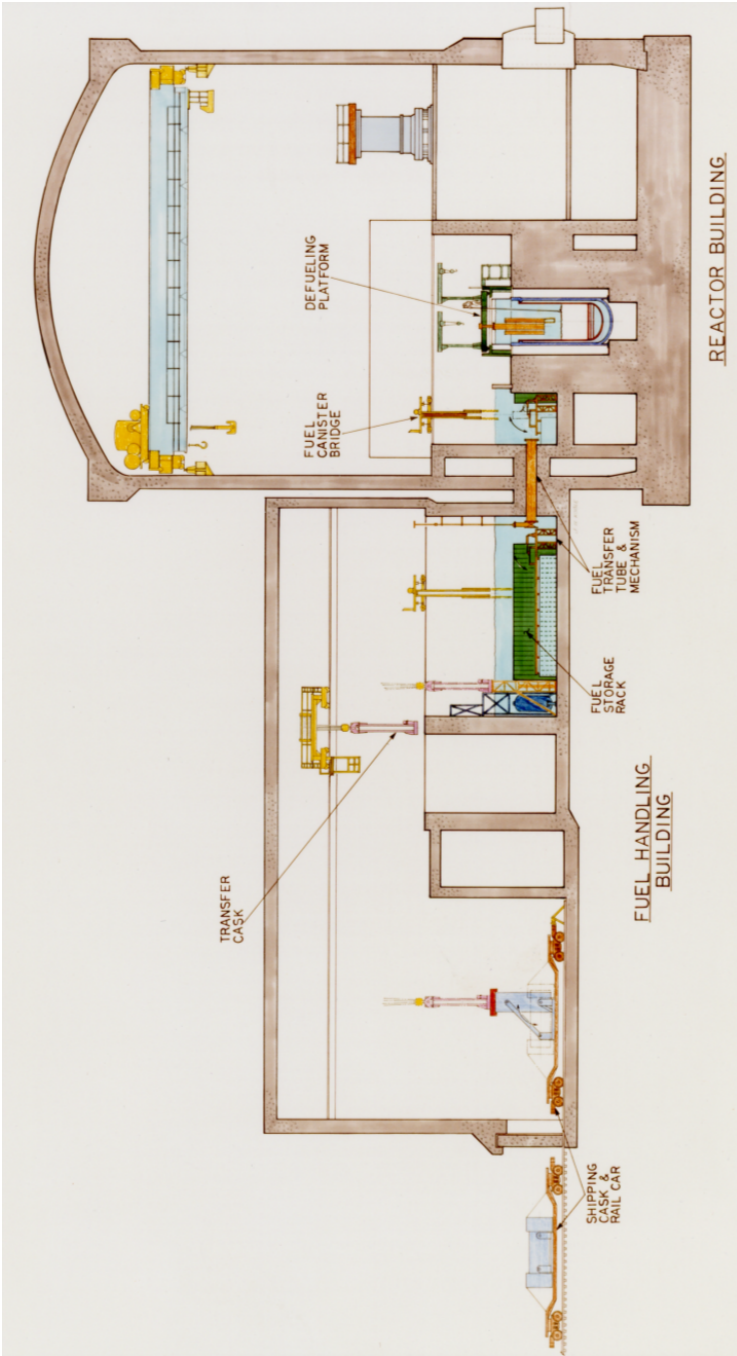 DEFUELING
PLATFORM
FUEL
CANISTER
BRIDGE
REACTOR BUILDING
FUEL
TRANSFER
TUBE &
MECHANISM
FUEL
STORAGE
RACK
TRANSFER
CASK
FUEL HANDLING
BUILDING
SHIPPING
CASK &
RAIL CAR